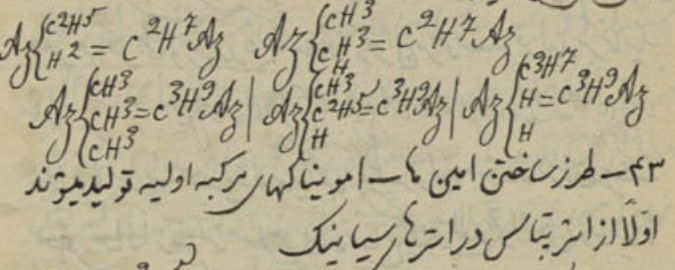 Az{C²H⁵ H² = C²H⁷Az   Az{CH³ CH³ H = C²H⁷Az
Az{CH³ CH³ CH³ = C³H⁹Az | Az{CH³ C²H⁵ H = C³H⁹Az | Az{C³H⁷ H H = C³H⁹Az
۴۳ – طرز ساختن امین ها – امونیاکهای مرکبه اولیه تولید میشوند
اولاً از اثر پتاس در اترهای سیانیک